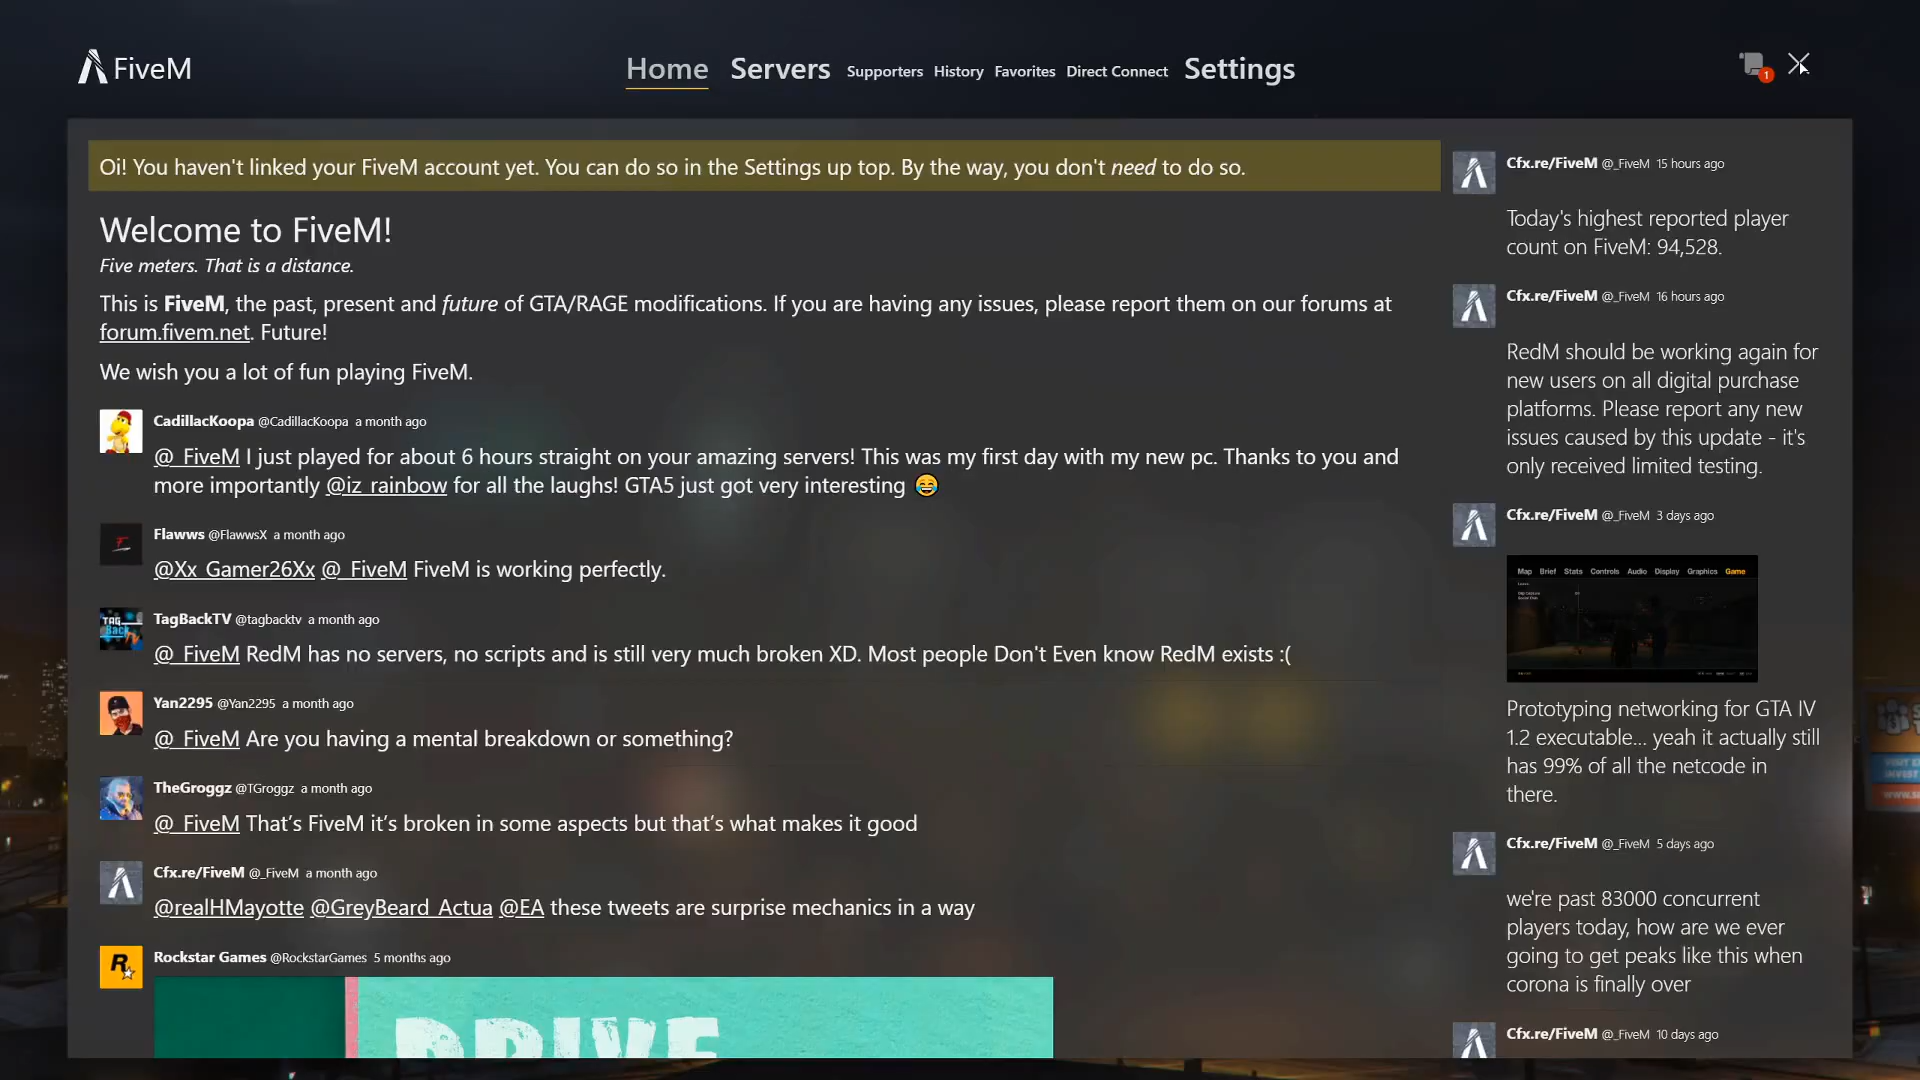 FiveM
Home Servers Supporters History Favorites Direct Connect Settings
1
Oi! You haven't linked your FiveM account yet. You can do so in the Settings up top. By the way, you don't need to do so.
Welcome to FiveM!
Five meters. That is a distance.
This is FiveM, the past, present and future of GTA/RAGE modifications. If you are having any issues, please report them on our forums at
forum.fivem.net. Future!
We wish you a lot of fun playing FiveM.
CadillacKoopa @CadillacKoopa a month ago
@_FiveM I just played for about 6 hours straight on your amazing servers! This was my first day with my new pc. Thanks to you and
more importantly @iz_rainbow for all the laughs! GTA5 just got very interesting 😂
Flawws @FlawwsX a month ago
@Xx_Gamer26Xx @_FiveM FiveM is working perfectly.
TAG
Back
TagBackTV @tagbacktv a month ago
@_FiveM RedM has no servers, no scripts and is still very much broken XD. Most people Don't Even know RedM exists :(
Yan2295 @Yan2295 a month ago
@_FiveM Are you having a mental breakdown or something?
TheGroggz @TGroggz a month ago
@_FiveM That's FiveM it's broken in some aspects but that's what makes it good
Cfx.re/FiveM @_FiveM a month ago
@realHMayotte @GreyBeard_Actua @EA these tweets are surprise mechanics in a way
Rockstar Games @RockstarGames 5 months ago
DRIVE
Cfx.re/FiveM @_FiveM 15 hours ago
Today's highest reported player
count on FiveM: 94,528.
Cfx.re/FiveM @_FiveM 16 hours ago
RedM should be working again for
new users on all digital purchase
platforms. Please report any new
issues caused by this update - it's
only received limited testing.
Cfx.re/FiveM @_FiveM 3 days ago
Map Brief Stats Controls Audio Display Graphics Game
Prototyping networking for GTA IV
1.2 executable... yeah it actually still
has 99% of all the netcode in
there.
Cfx.re/FiveM @_FiveM 5 days ago
we're past 83000 concurrent
players today, how are we ever
going to get peaks like this when
corona is finally over
Cfx.re/FiveM @_FiveM 10 days ago